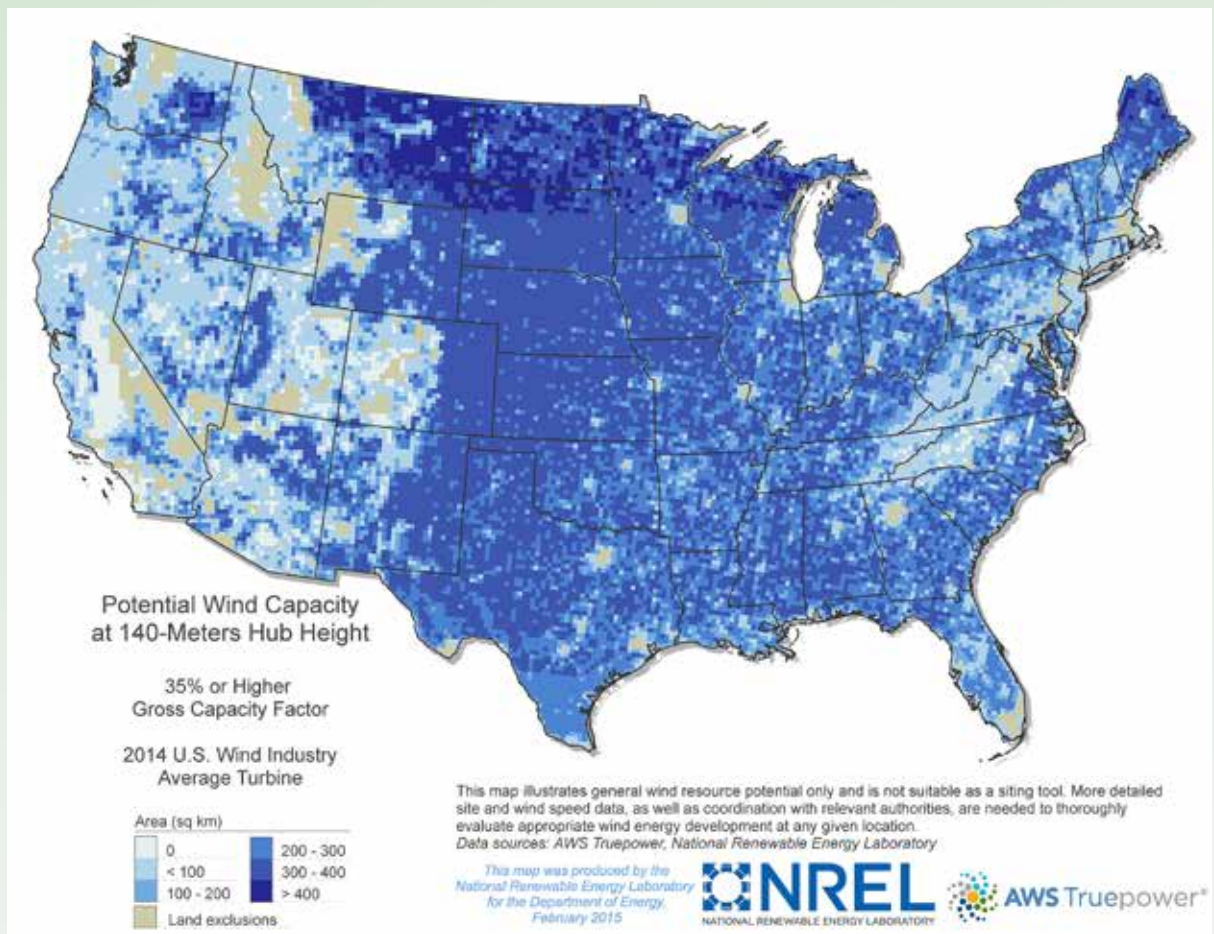 Potential Wind Capacity
at 140-Meters Hub Height
35% or Higher
Gross Capacity Factor
2014 U.S. Wind Industry
Average Turbine
Area (sq km)
0
< 100
100 - 200
200 - 300
300 - 400
> 400
Land exclusions
This map illustrates general wind resource potential only and is not suitable as a siting tool. More detailed
site and wind speed data, as well as coordination with relevant authorities, are needed to thoroughly
evaluate appropriate wind energy development at any given location.
Data sources: AWS Truepower, National Renewable Energy Laboratory
This map was produced by the
National Renewable Energy Laboratory
for the Department of Energy,
February 2015
NREL
NATIONAL RENEWABLE ENERGY LABORATORY
AWS Truepower®